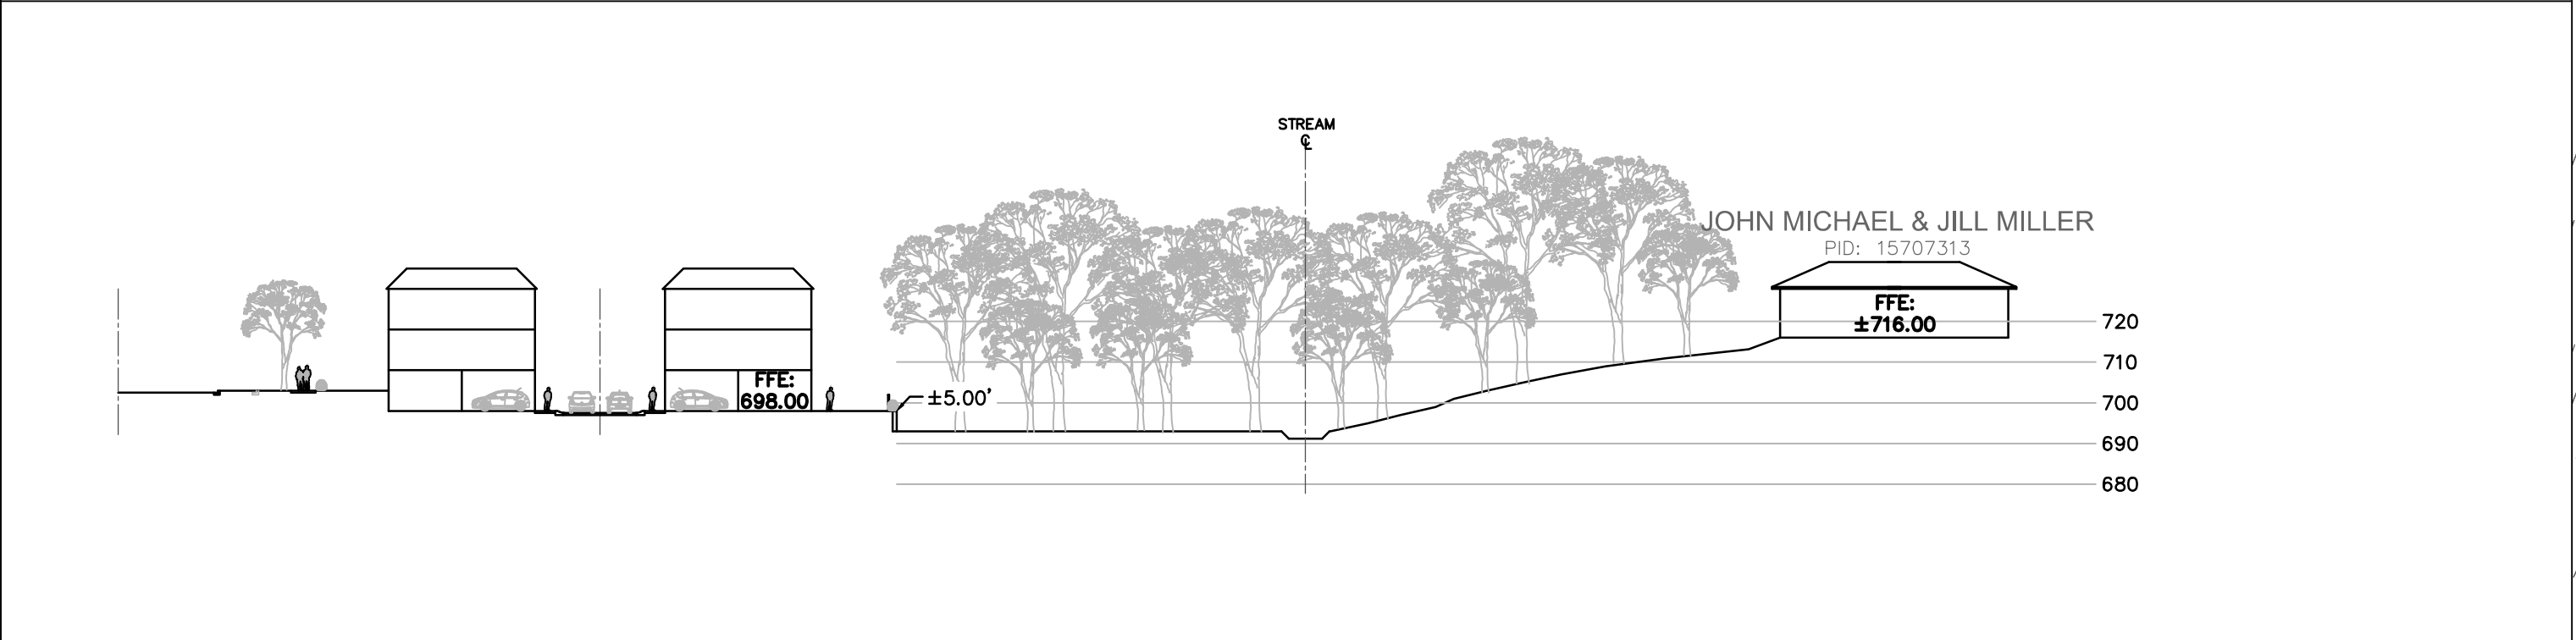 STREAM
℄
JOHN MICHAEL & JILL MILLER
PID: 15707313
FFE:
±716.00
FFE:
698.00
±5.00'
720
710
700
690
680